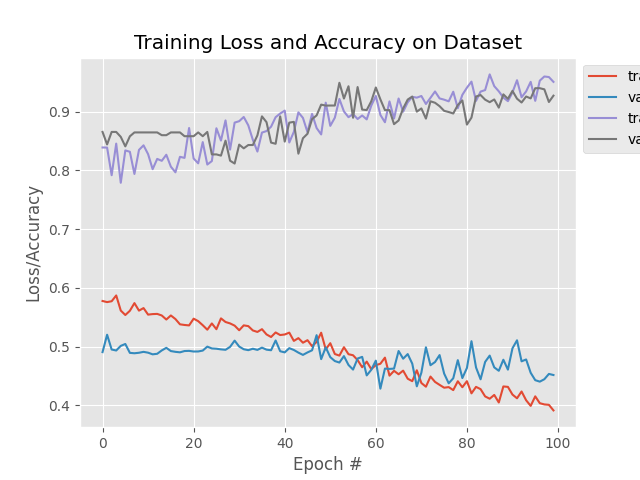 Training Loss and Accuracy on Dataset
Loss/Accuracy
0.9
0.8
0.7
0.6
0.5
0.4
0 20 40 60 80 100
Epoch #
tra
va
tra
va